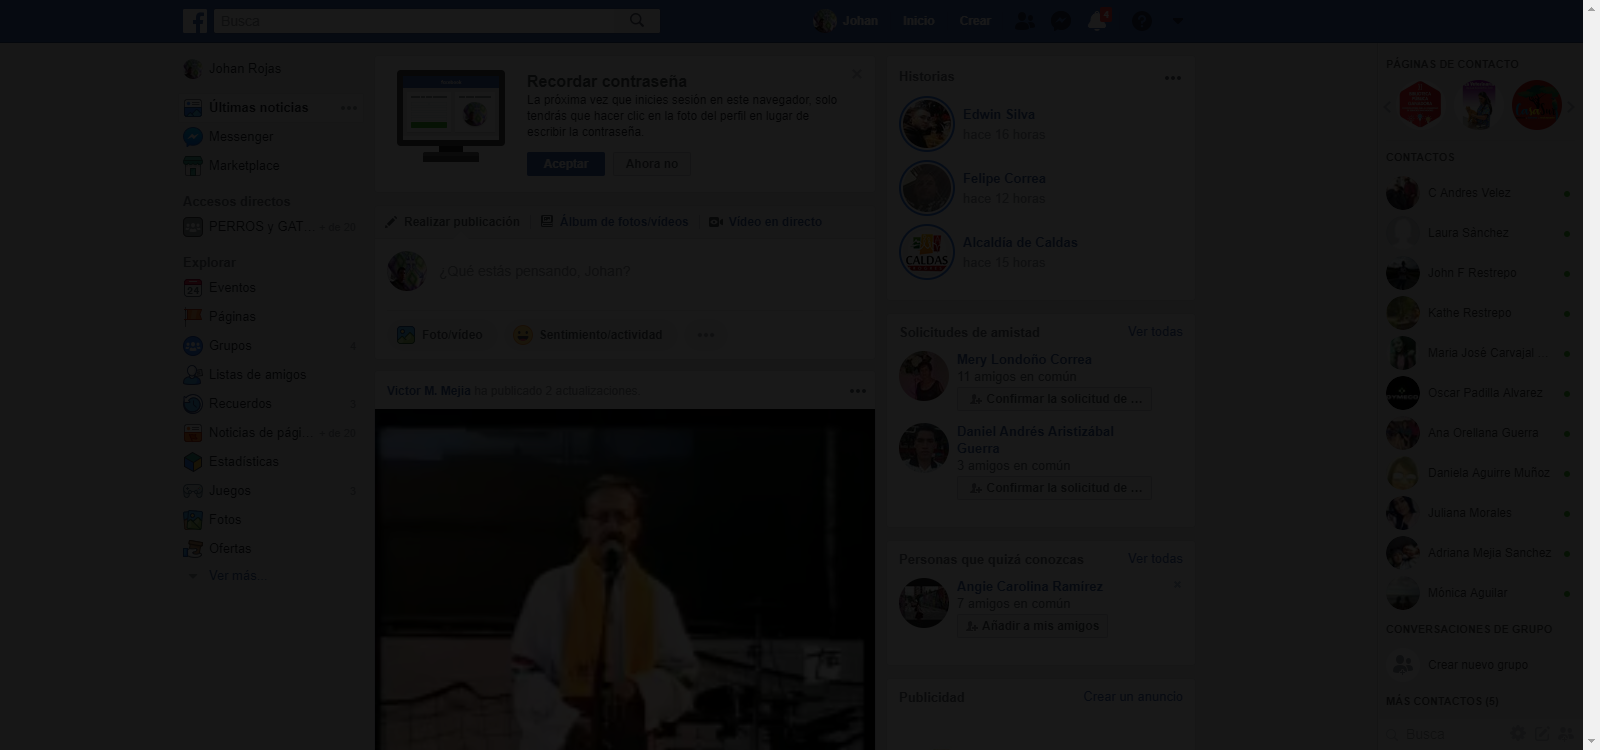 Busca
Johan
Inicio
Crear
4
Johan Rojas
Últimas noticias
Messenger
Marketplace
Accesos directos
PERROS y GAT...
+ de 20
Explorar
Eventos
Páginas
Grupos
Listas de amigos
Recuerdos
3
Noticias de pági...
+ de 20
Estadísticas
Juegos
Fotos
Ofertas
Ver más...
Recordar contraseña
La próxima vez que inicies sesión en este navegador, solo
tendrás que hacer clic en la foto del perfil en lugar de
escribir la contraseña.
Aceptar
Ahora no
Realizar publicación
Álbum de fotos/vídeos
Vídeo en directo
¿Qué estás pensando, Johan?
Foto/vídeo
Sentimiento/actividad
Victor M. Mejía ha publicado 2 actualizaciones.
Historias
Edwin Silva
hace 16 horas
Felipe Correa
hace 12 horas
CALDAS
Alcaldía de Caldas
hace 15 horas
Solicitudes de amistad
Ver todas
Mery Londoño Correa
11 amigos en común
Confirmar la solicitud de ...
Daniel Andrés Aristizábal
Guerra
3 amigos en común
Confirmar la solicitud de ...
Personas que quizá conozcas
Ver todas
Angie Carolina Ramirez
7 amigos en común
Añadir a mis amigos
Publicidad
Crear un anuncio
PÁGINAS DE CONTACTO
CONTACTOS
C Andres Velez
Laura Sánchez
John F Restrepo
Kathe Restrepo
Maria José Carvajal
Oscar Padilla Alvarez
Ana Orellana Guerra
Daniela Aguirre Muñoz
Juliana Morales
Adriana Mejia Sanchez
Mónica Aguilar
CONVERSACIONES DE GRUPO
Crear nuevo grupo
MÁS CONTACTOS (5)
Busca